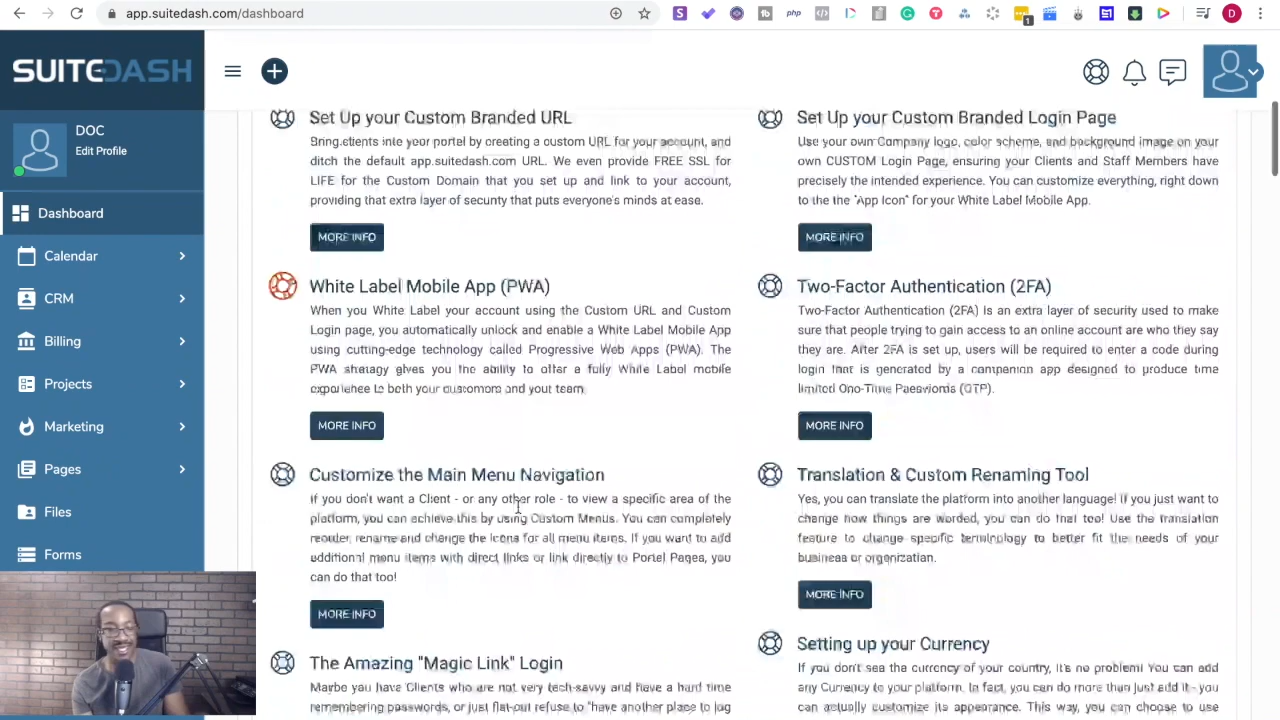 app.suitedash.com/dashboard
1
D
SUITEDASH
DOC
Edit Profile
Dashboard
Calendar
CRM
Billing
Projects
Marketing
Pages
Files
Forms
Set Up your Custom Branded URL
Bring clients into your portal by creating a custom URL for your account, and
ditch the default app.suitedash.com URL. We even provide FREE SSL for
LIFE for the Custom Domain that you set up and link to your account,
providing that extra layer of security that puts everyone's minds at ease.
MORE INFO
White Label Mobile App (PWA)
When you White Label your account using the Custom URL and Custom
Login page, you automatically unlock and enable a White Label Mobile App
using cutting-edge technology called Progressive Web Apps (PWA). The
PWA strategy gives you the ability to offer a fully White Label mobile
experience to both your customers and your team.
MORE INFO
Customize the Main Menu Navigation
If you don't want a Client - or any other role - to view a specific area of the
platform, you can achieve this by using Custom Menus. You can completely
reorder, rename and change the Icons for all menu items. If you want to add
additional menu items with direct links or link directly to Portal Pages, you
can do that too!
MORE INFO
The Amazing "Magic Link" Login
Maybe you have Clients who are not very tech-savvy and have a hard time
remembering passwords, or just flat-out refuse to "have another place to log
Set Up your Custom Branded Login Page
Use your own Company logo, color scheme, and background image on your
own CUSTOM Login Page, ensuring your Clients and Staff Members have
precisely the intended experience. You can customize everything, right down
to the the "App Icon" for your White Label Mobile App.
MORE INFO
Two-Factor Authentication (2FA)
Two-Factor Authentication (2FA) is an extra layer of security used to make
sure that people trying to gain access to an online account are who they say
they are. After 2FA is set up, users will be required to enter a code during
login that is generated by a companion app designed to produce time
limited One-Time Passwords (OTP).
MORE INFO
Translation & Custom Renaming Tool
Yes, you can translate the platform into another language! If you just want to
change how things are worded, you can do that too! Use the translation
feature to change specific terminology to better fit the needs of your
business or organization.
MORE INFO
Setting up your Currency
If you don't see the currency of your country, it's no problem! You can add
any Currency to your platform. In fact, you can do more than just add it - you
can actually customize its appearance. This way, you can choose to use